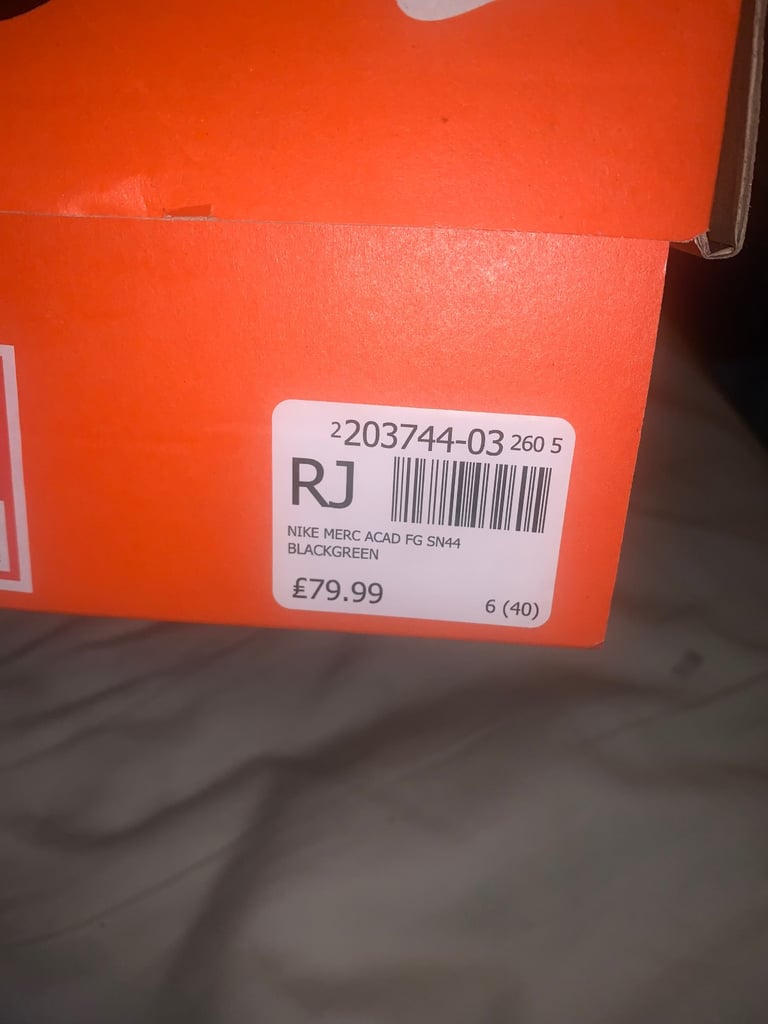 2203744-03 260 5
RJ
NIKE MERC ACAD FG SN44
BLACKGREEN
£79.99
6 (40)